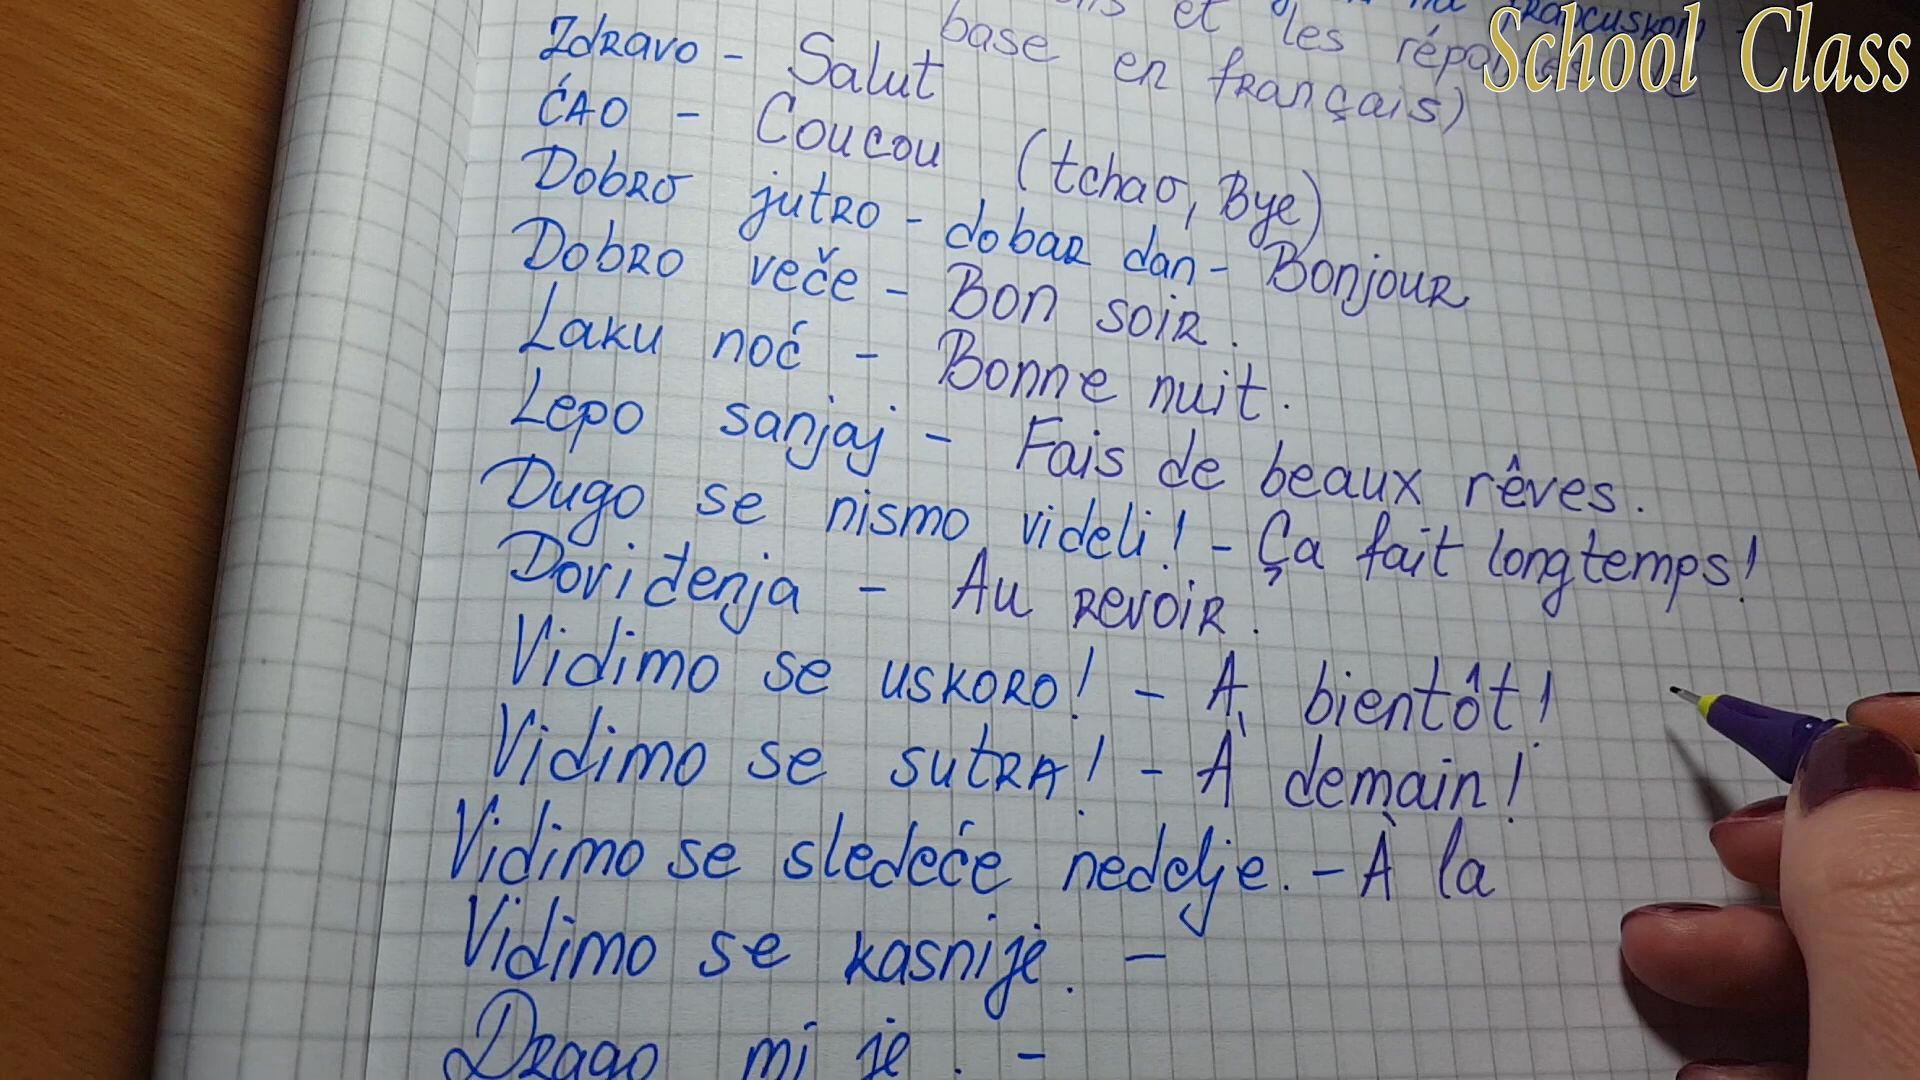 et
les
School Class
base en français)
Zdravo - Salut
ĆAO - Coucou (tchao, Bye)
Dobro jutro - dobar dan - Bonjour
Dobro veče - Bon soir.
Laku noć - Bonne nuit.
Lepo sanjaj - Fais de beaux rêves.
Dugo se nismo videli! - Ça fait longtemps!
Doviđenja - Au revoir.
Vidimo se uskoro! - À bientôt!
Vidimo se sutra! - À demain!
Vidimo se sledeće nedelje. - À la
Vidimo se kasnije. -
Drago mi je. -